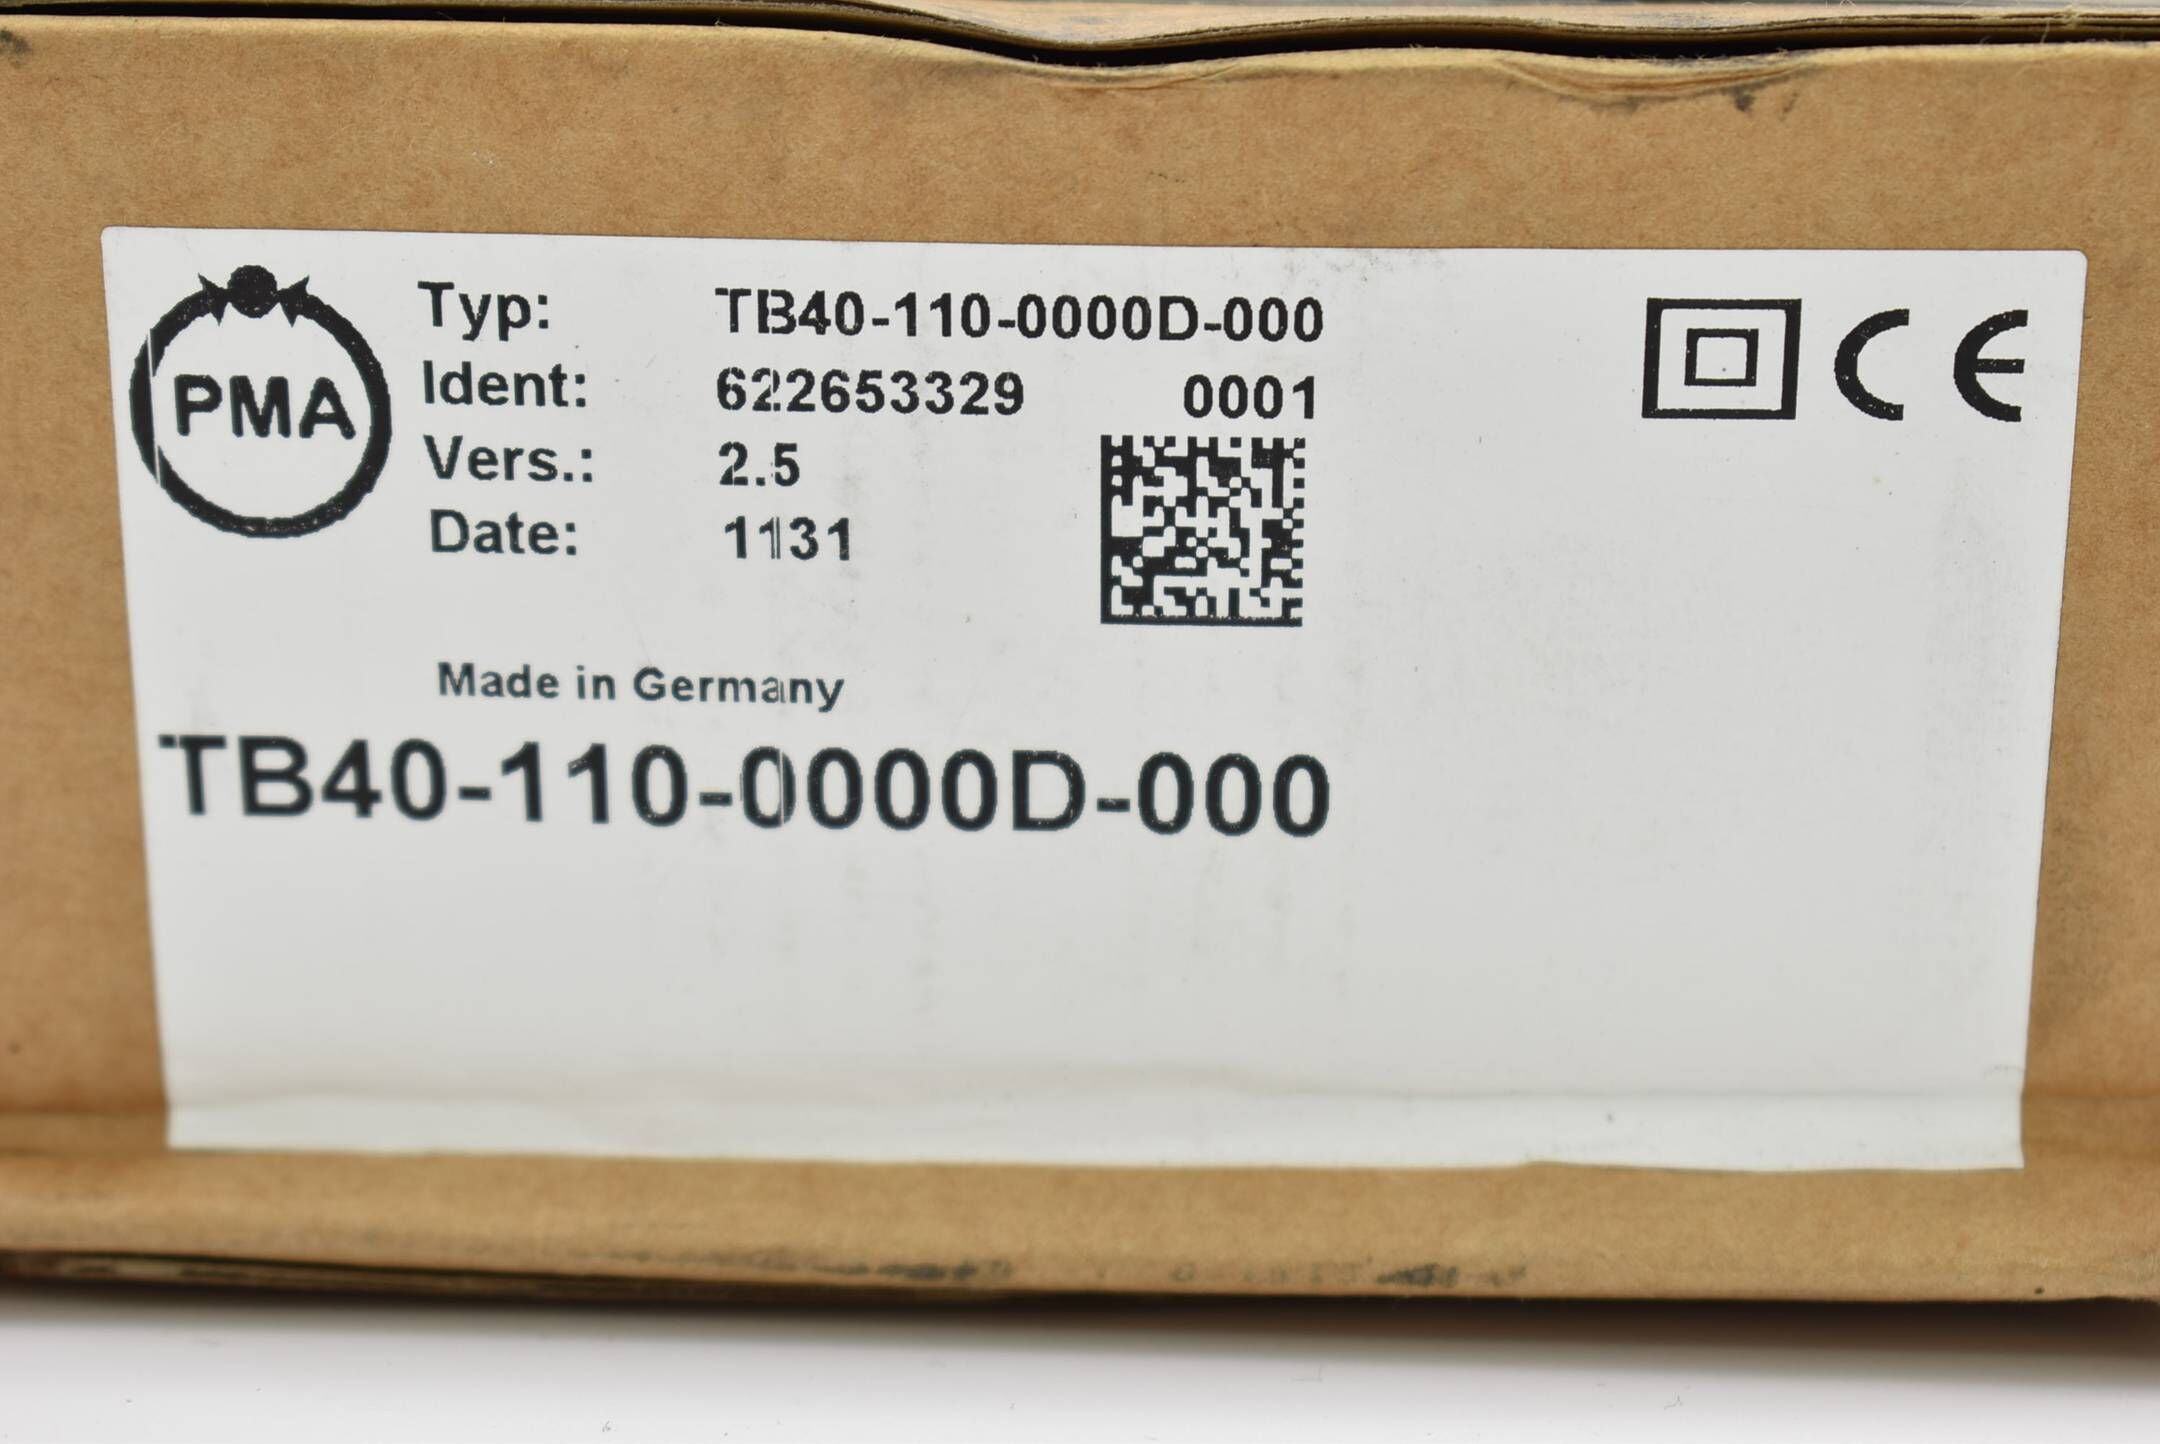 PMA
Typ: TB40-110-0000D-000
Ident: 622653329 0001
Vers.: 2.5
Date: 1131
CE
Made in Germany
TB40-110-0000D-000